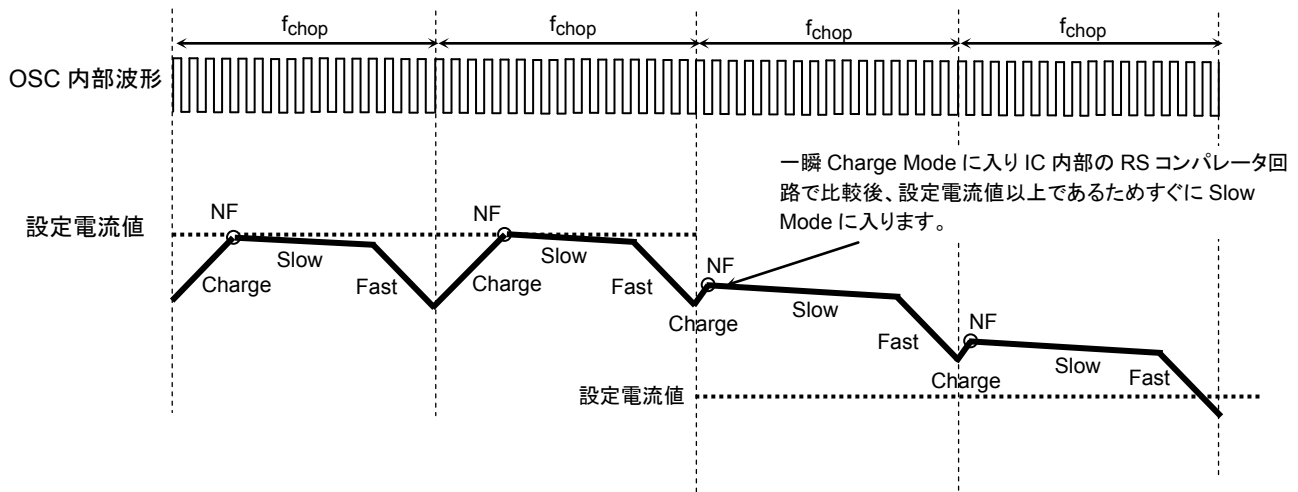 fchop fchop fchop fchop
OSC 内部波形
一瞬 Charge Mode に入り IC 内部の RS コンパレータ回
路で比較後、設定電流値以上であるためすぐに Slow
Mode に入ります。
設定電流値
NF
Charge
Slow
Fast
NF
Charge
Slow
Fast
NF
Charge
Slow
Fast
NF
Charge
Slow
Fast
設定電流値